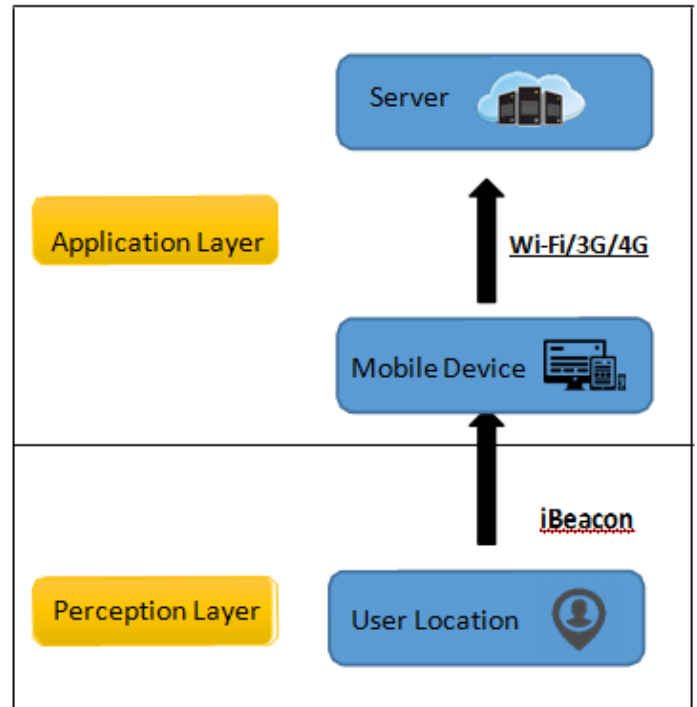 Server
Application Layer
Wi-Fi/3G/4G
Mobile Device
iBeacon
Perception Layer
User Location